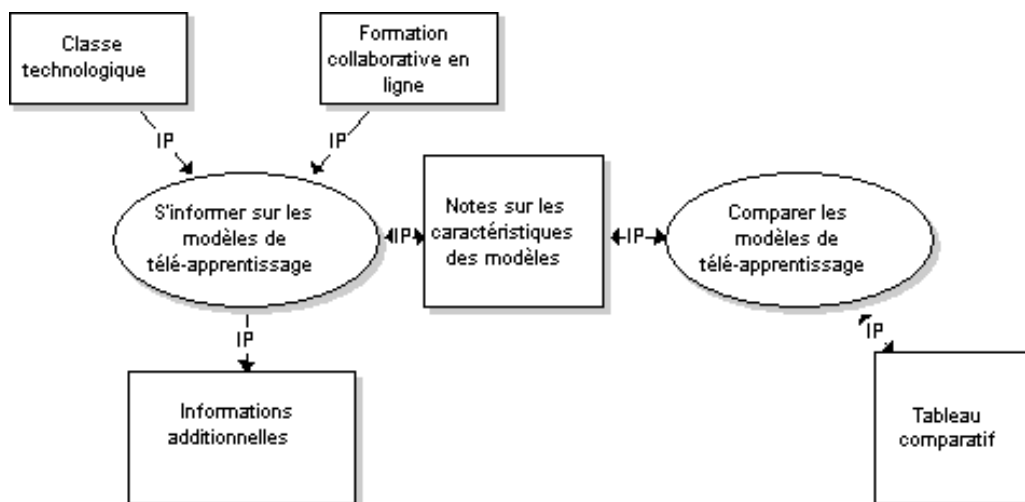 Classe
technologique
Formation
collaborative en
ligne
IP
IP
S'informer sur les
modèles de
télé-apprentissage
IP
Notes sur les
caractéristiques
des modèles
IP
Comparer les
modèles de
télé-apprentissage
IP
IP
Informations
additionnelles
Tableau
comparatif